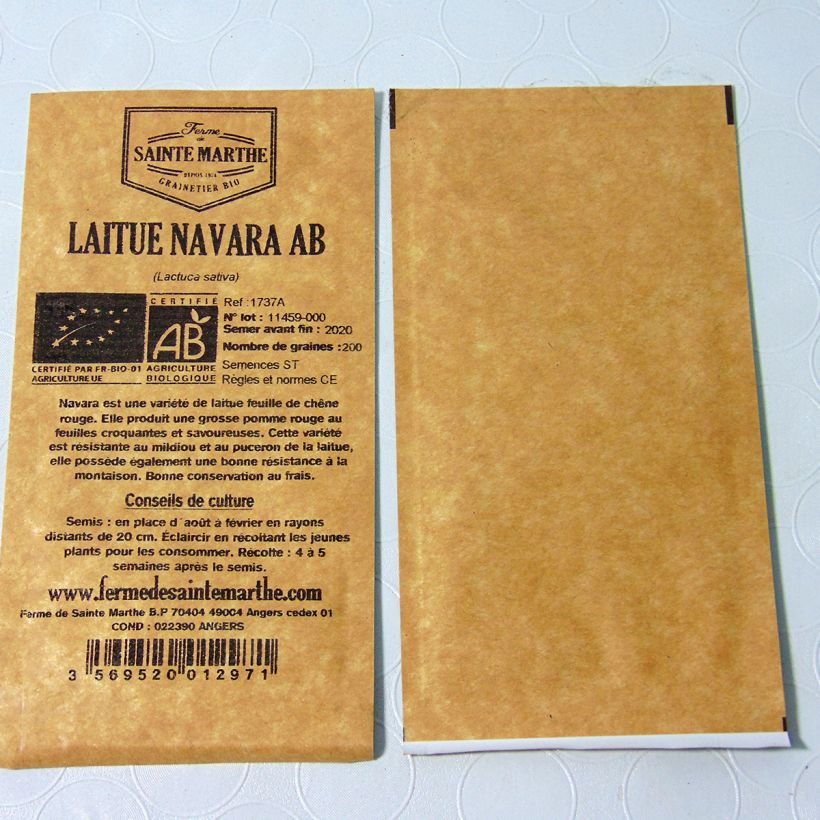 Ferme
de
SAINTE MARTHE
DEPUIS 1974
GRAINETIER BIO
LAITUE NAVARA AB
(Lactuca sativa)
CERTIFIÉ
AB
AGRICULTURE
BIOLOGIQUE
CERTIFIÉ PAR FR-BIO-01
AGRICULTURE UE
Ref :1737A
N° lot : 11459-000
Semer avant fin : 2020
Nombre de graines :200
Semences ST
Règles et normes CE
Navara est une variété de laitue feuille de chêne
rouge. Elle produit une grosse pomme rouge au
feuilles croquantes et savoureuses. Cette variété
est résistante au mildiou et au puceron de la laitue,
elle possède également une bonne résistance à la
montaison. Bonne conservation au frais.
Conseils de culture
Semis : en place d´août à février en rayons
distants de 20 cm. Éclaircir en récoltant les jeunes
plants pour les consommer. Récolte : 4 à 5
semaines après le semis.
www.fermedesaintemarthe.com
Ferme de Sainte Marthe B.P 70404 49004 Angers cedex 01
COND : 022390 ANGERS
3 569520 012971